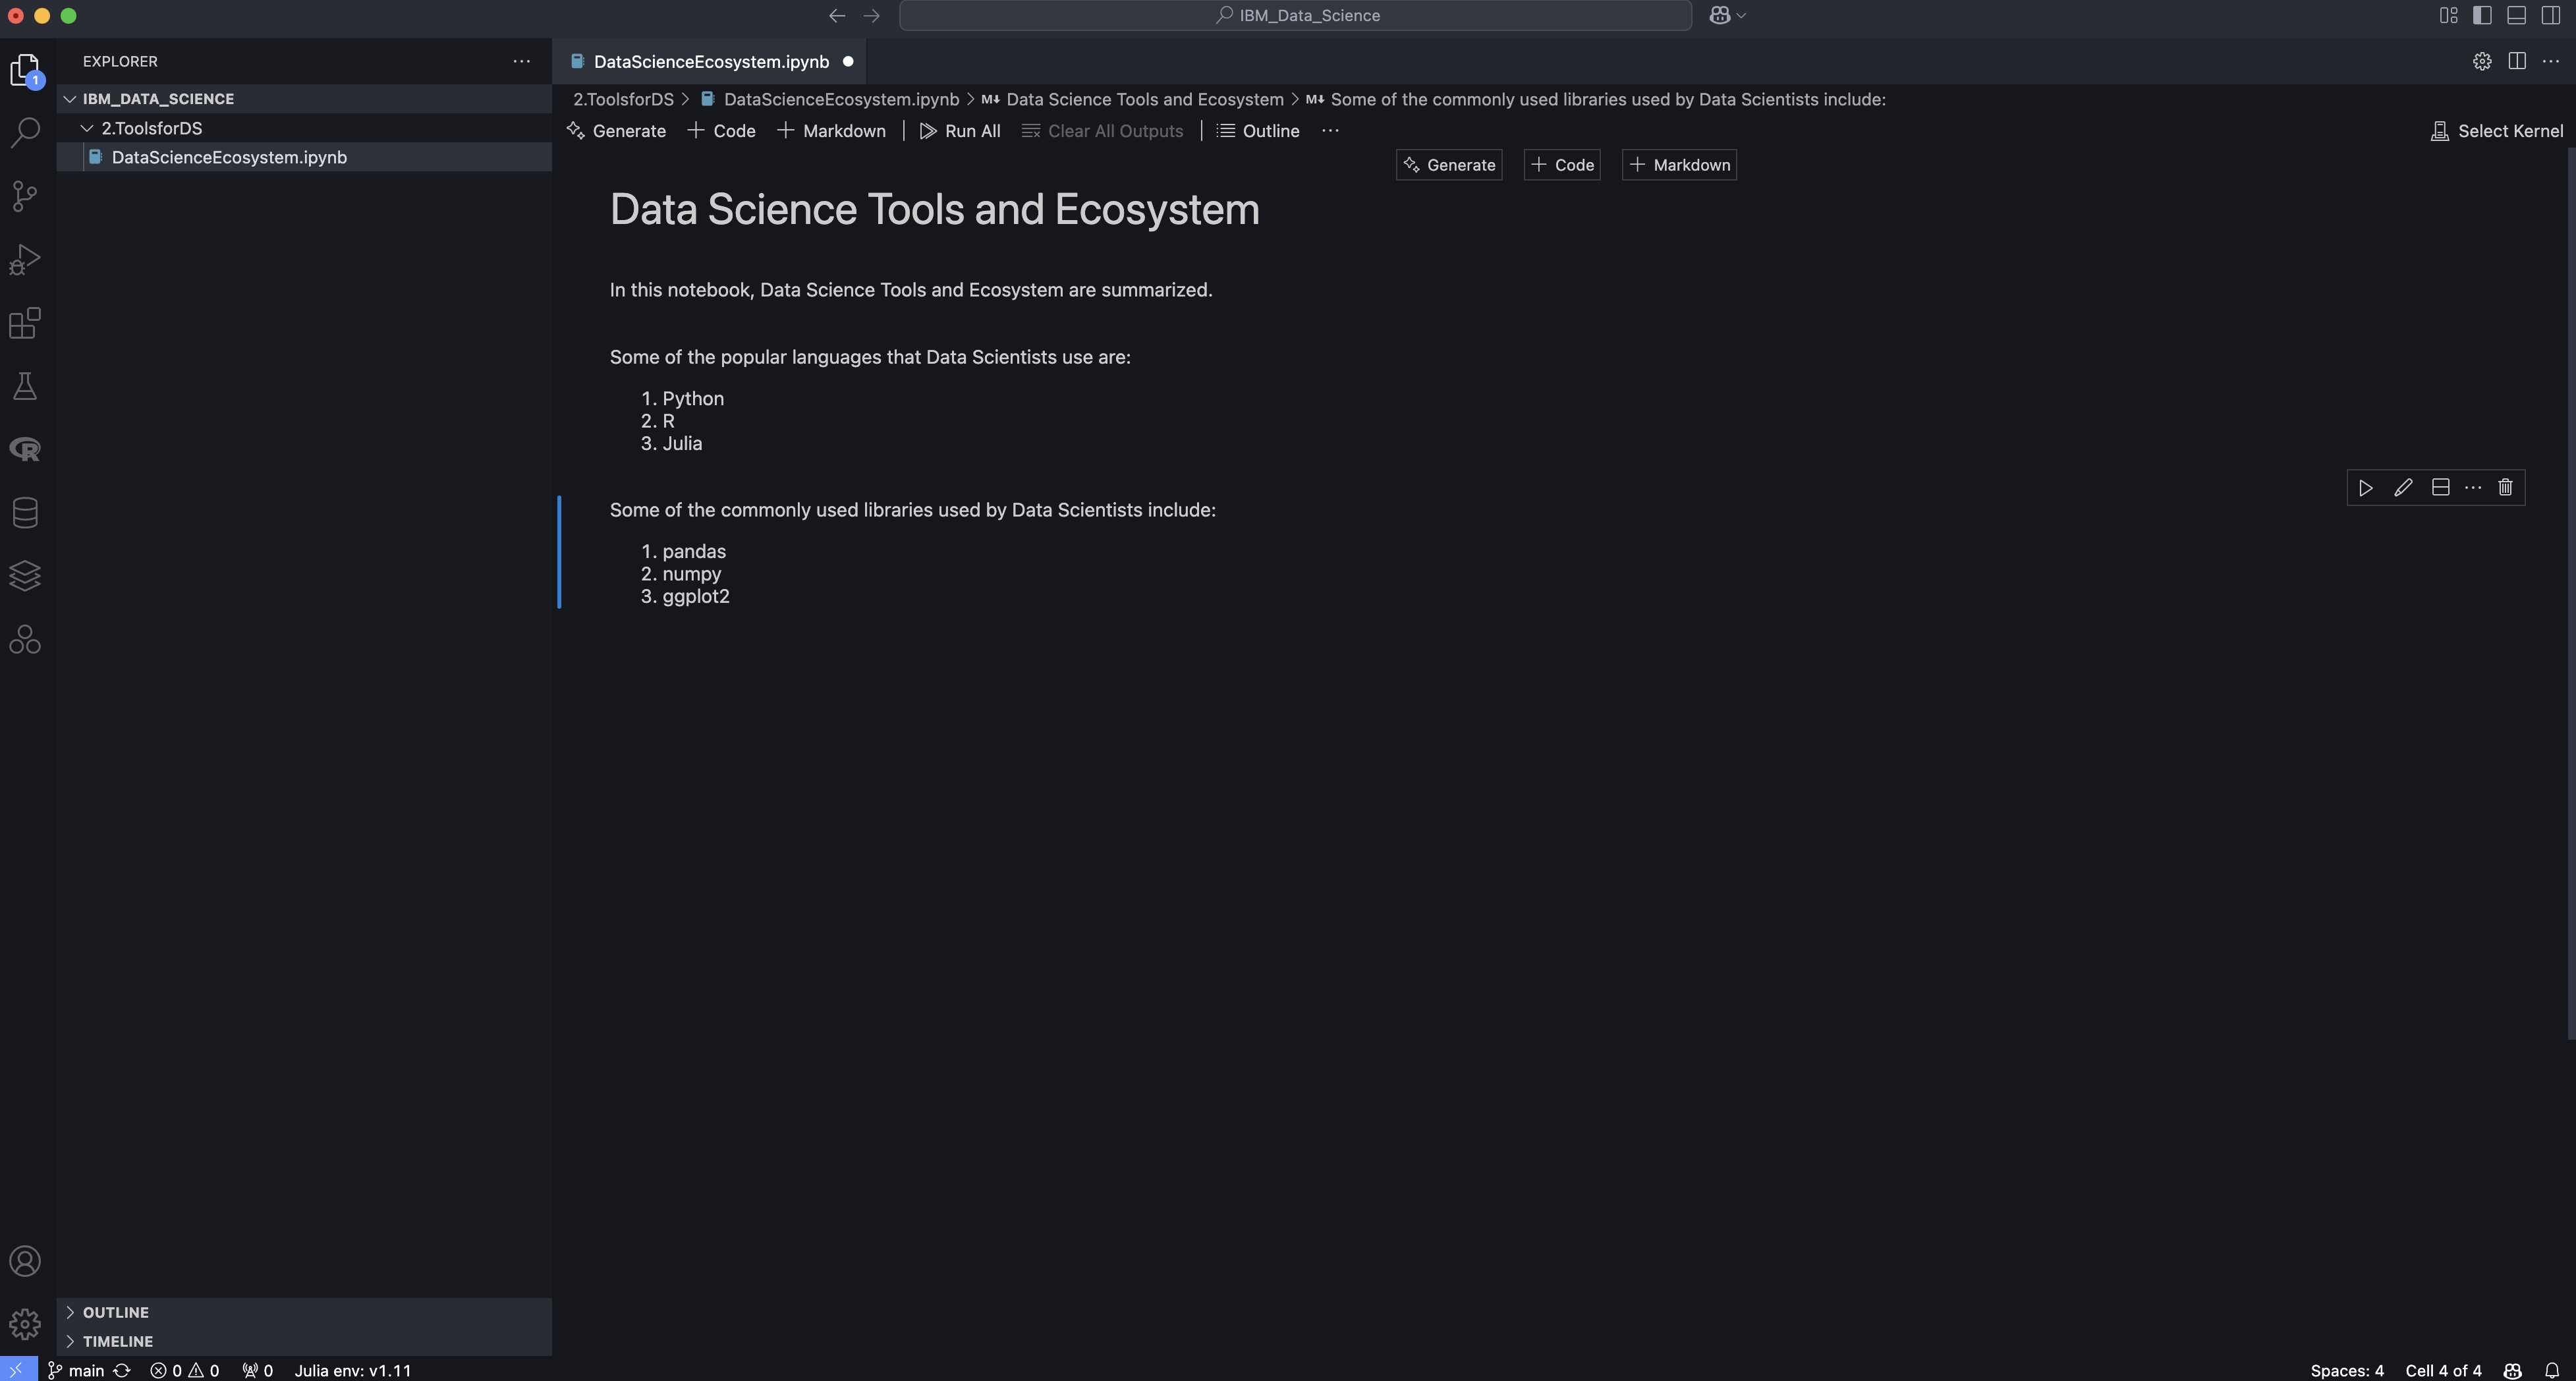 IBM_Data_Science
1
EXPLORER
DataScienceEcosystem.ipynb
IBM_DATA_SCIENCE
2.ToolsforDS
DataScienceEcosystem.ipynb
2.ToolsforDS > DataScienceEcosystem.ipynb > M↓ Data Science Tools and Ecosystem > M↓ Some of the commonly used libraries used by Data Scientists include:
Generate + Code + Markdown | Run All Clear All Outputs | Outline ...
Select Kernel
Generate + Code + Markdown
Data Science Tools and Ecosystem
In this notebook, Data Science Tools and Ecosystem are summarized.
Some of the popular languages that Data Scientists use are:
1. Python
2. R
3. Julia
Some of the commonly used libraries used by Data Scientists include:
1. pandas
2. numpy
3. ggplot2
R
OUTLINE
TIMELINE
main 0 0 0 Julia env: v1.11
Spaces: 4 Cell 4 of 4